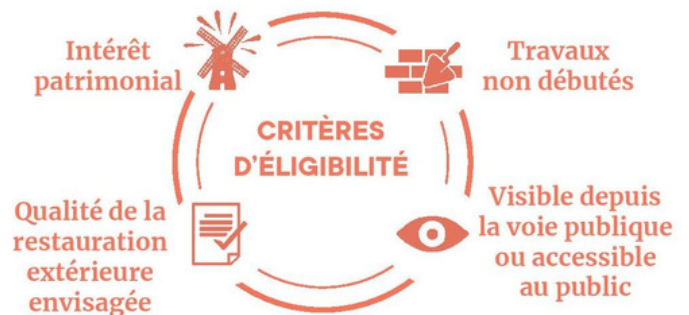 Intérêt
patrimonial
Travaux
non débutés
CRITÈRES
D'ÉLIGIBILITÉ
Qualité de la
restauration
extérieure
envisagée
Visible depuis
la voie publique
ou accessible
au public